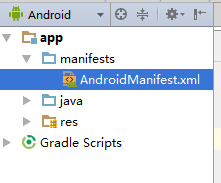 Android
app
manifests
AndroidManifest.xml
java
res
Gradle Scripts